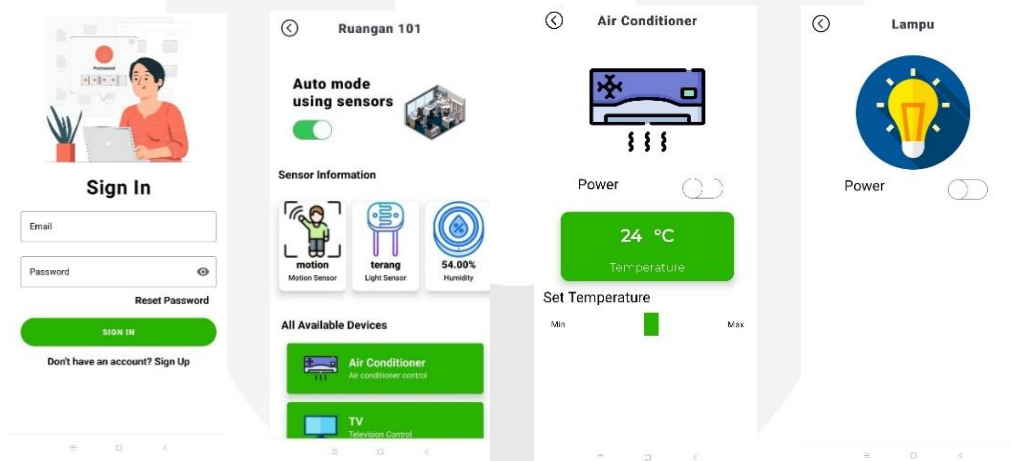 Password
Sign In
Email
Password
Reset Password
SIGN IN
Don't have an account? Sign Up
Ruangan 101
Auto mode
using sensors
Sensor Information
motion
Motion Sensor
terang
Light Sensor
54.00%
Humidity
All Available Devices
Air Conditioner
Air conditioner control
TV
Television Control
Air Conditioner
Power
24 °C
Temperature
Set Temperature
Min
Max
Lampu
Power